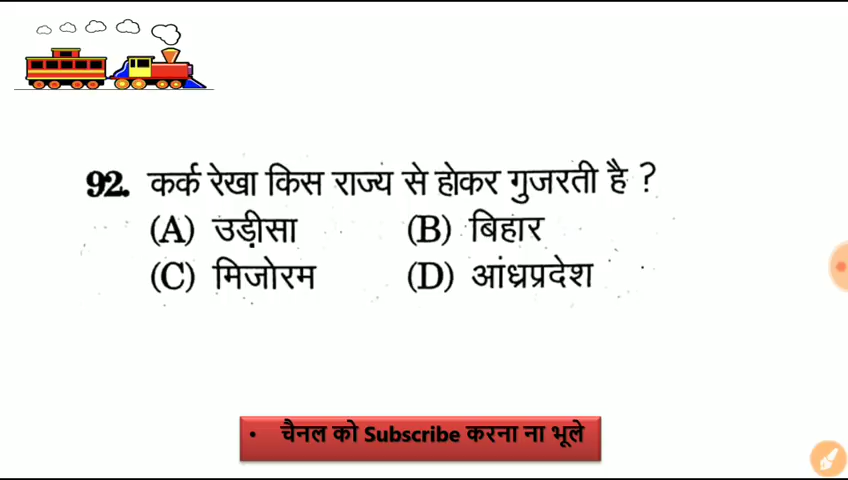 92. कर्क रेखा किस राज्य से होकर गुजरती है ?
(A) उड़ीसा (B) बिहार
(C) मिजोरम (D) आंध्रप्रदेश
• चैनल को Subscribe करना ना भूले